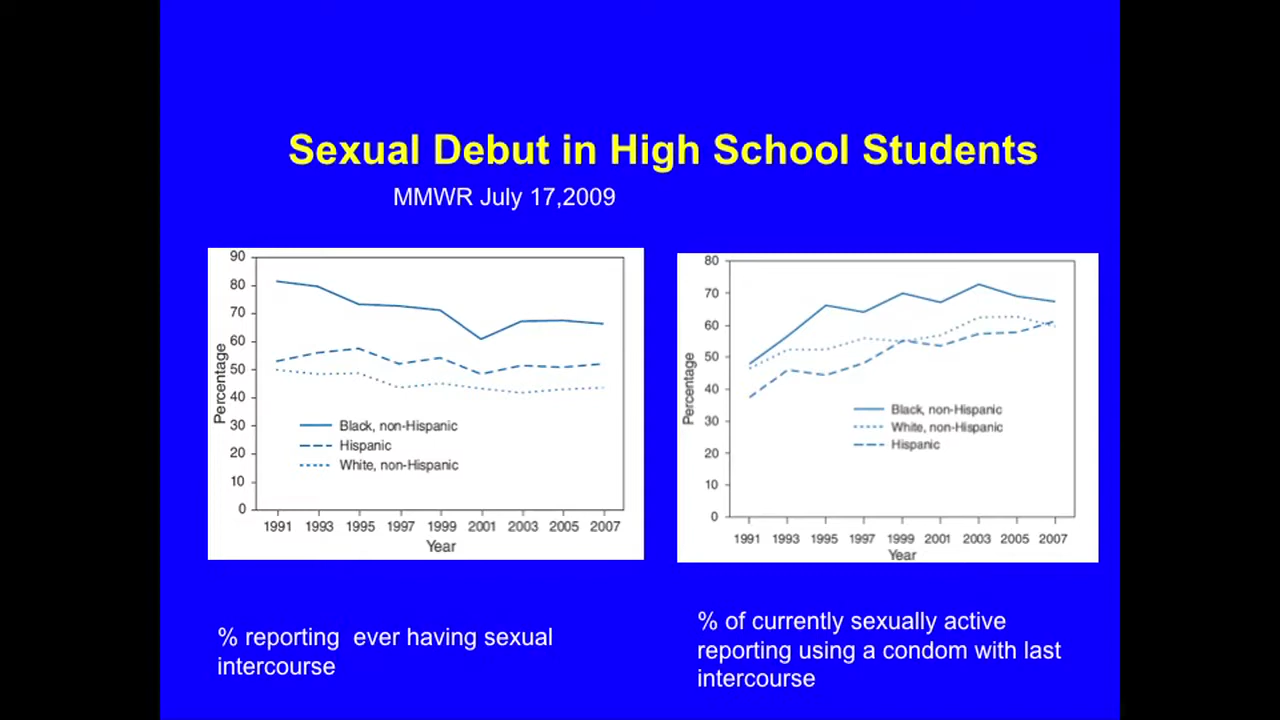 Sexual Debut in High School Students
MMWR July 17,2009
90
80
70
60
50
40
30
20
10
0
Percentage
Black, non-Hispanic
Hispanic
White, non-Hispanic
1991 1993 1995 1997 1999 2001 2003 2005 2007
Year
80
70
60
50
40
30
20
10
0
Percentage
Black, non-Hispanic
White, non-Hispanic
Hispanic
1991 1993 1995 1997 1999 2001 2003 2005 2007
Year
% reporting ever having sexual
intercourse
% of currently sexually active
reporting using a condom with last
intercourse